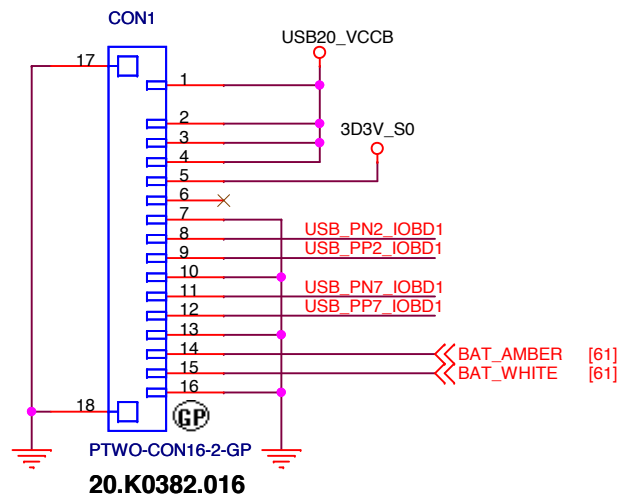 CON1
USB20_VCCB
17
1
3D3V_S0
2
3
4
5
6
7
8 USB_PN2_IOBD1
9 USB_PP2_IOBD1
10
11 USB_PN7_IOBD1
12 USB_PP7_IOBD1
13
14 BAT_AMBER [61]
15 BAT_WHITE [61]
16
18
GP
PTWO-CON16-2-GP
20.K0382.016